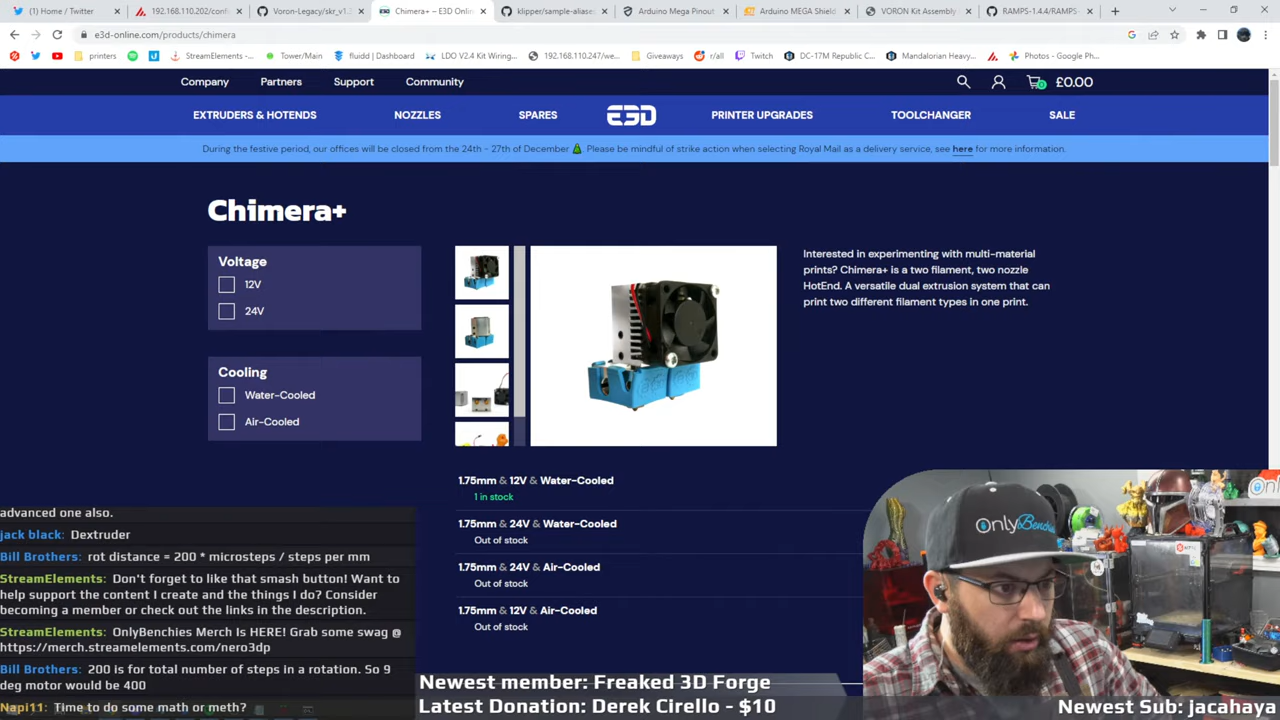 (1) Home / Twitter
192.168.110.202/conf
Voron-Legacy/skr_v1.
Chimera+ – E3D Onli
klipper/sample-aliase
Arduino Mega Pinout
Arduino MEGA Shield
VORON Kit Assembly
RAMPS-1.4.4/RAMPS
e3d-online.com/products/chimera
printers
StreamElements -
Tower/Main
fluidd | Dashboard
LDO V2.4 Kit Wiring
192.168.110.247/we...
Giveaways
r/all
Twitch
DC-17M Republic C...
Mandalorian Heavy...
Photos - Google Ph...
Company
Partners
Support
Community
£0.00
EXTRUDERS & HOTENDS
NOZZLES
SPARES
E3D
PRINTER UPGRADES
TOOLCHANGER
SALE
During the festive period, our offices will be closed from the 24th - 27th of December 🎄. Please be mindful of strike action when selecting Royal Mail as a delivery service, see here for more information.
Chimera+
Voltage
12V
24V
Cooling
Water-Cooled
Air-Cooled
Interested in experimenting with multi-material
prints? Chimera+ is a two filament, two nozzle
HotEnd. A versatile dual extrusion system that can
print two different filament types in one print.
1.75mm & 12V & Water-Cooled
1 in stock
1.75mm & 24V & Water-Cooled
Out of stock
1.75mm & 24V & Air-Cooled
Out of stock
1.75mm & 12V & Air-Cooled
Out of stock
advanced one also.
jack black: Dextruder
Bill Brothers: rot distance = 200 * microsteps / steps per mm
StreamElements: Don't forget to like that smash button! Want to
help support the content I create and the things I do? Consider
becoming a member or check out the links in the description.
StreamElements: OnlyBenchies Merch Is HERE! Grab some swag @
https://merch.streamelements.com/nero3dp
Bill Brothers: 200 is for total number of steps in a rotation. So 9
deg motor would be 400
Napi11: Time to do some math or meth?
onlyBenchies
Newest member: Freaked 3D Forge
Latest Donation: Derek Cirello - $10
Newest Sub: jacahaya